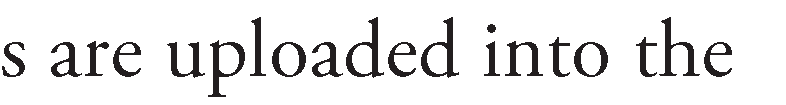 s are uploaded into the